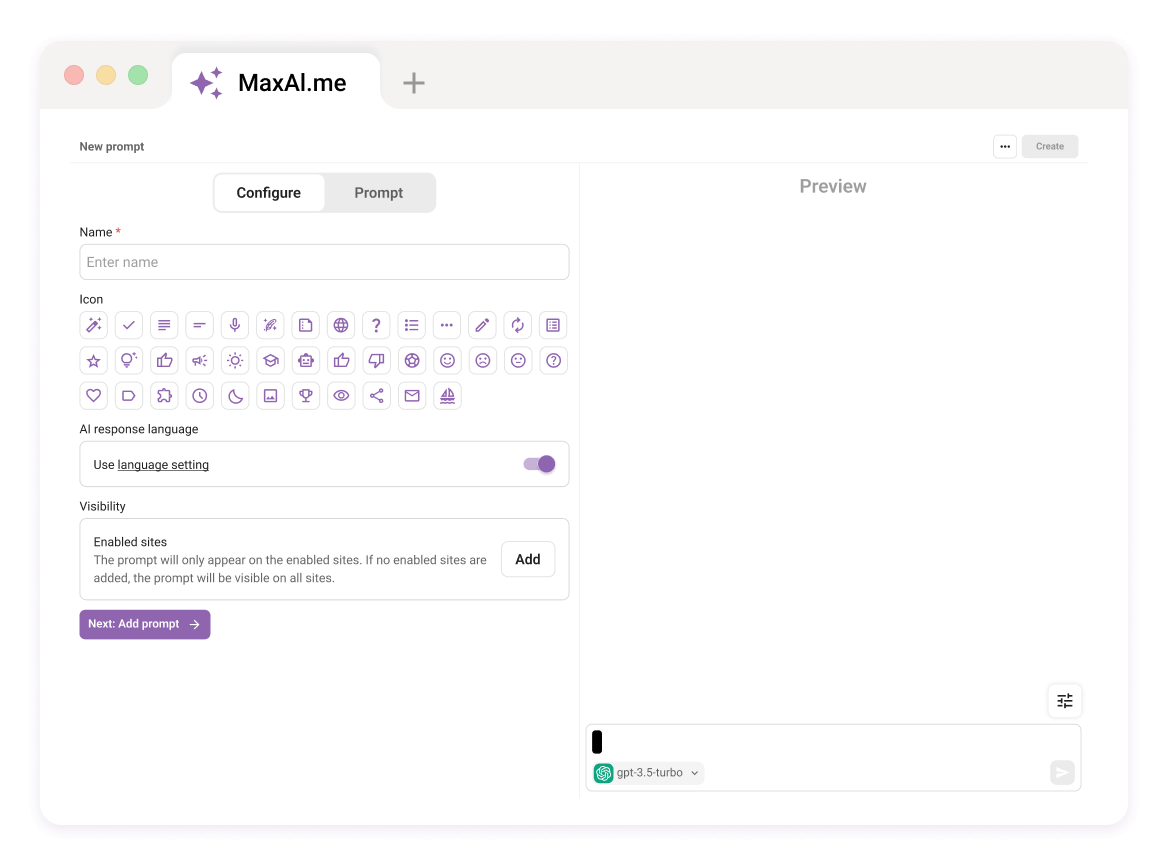 MaxAl.me
New prompt
Create
Configure
Prompt
Preview
Name *
Enter name
Icon
AI response language
Use language setting
Visibility
Enabled sites
The prompt will only appear on the enabled sites. If no enabled sites are
added, the prompt will be visible on all sites.
Add
Next: Add prompt
gpt-3.5-turbo